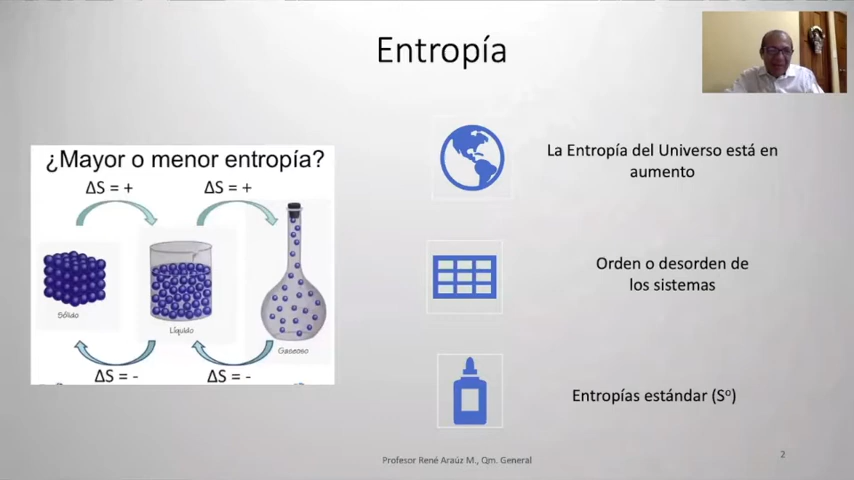 Entropía
¿Mayor o menor entropía?
ΔS = +
ΔS = +
Sólido
Líquido
Gaseoso
ΔS = -
ΔS = -
La Entropía del Universo está en
aumento
Orden o desorden de
los sistemas
Entropías estándar (Sº)
Profesor René Araúz M., Qm. General
2